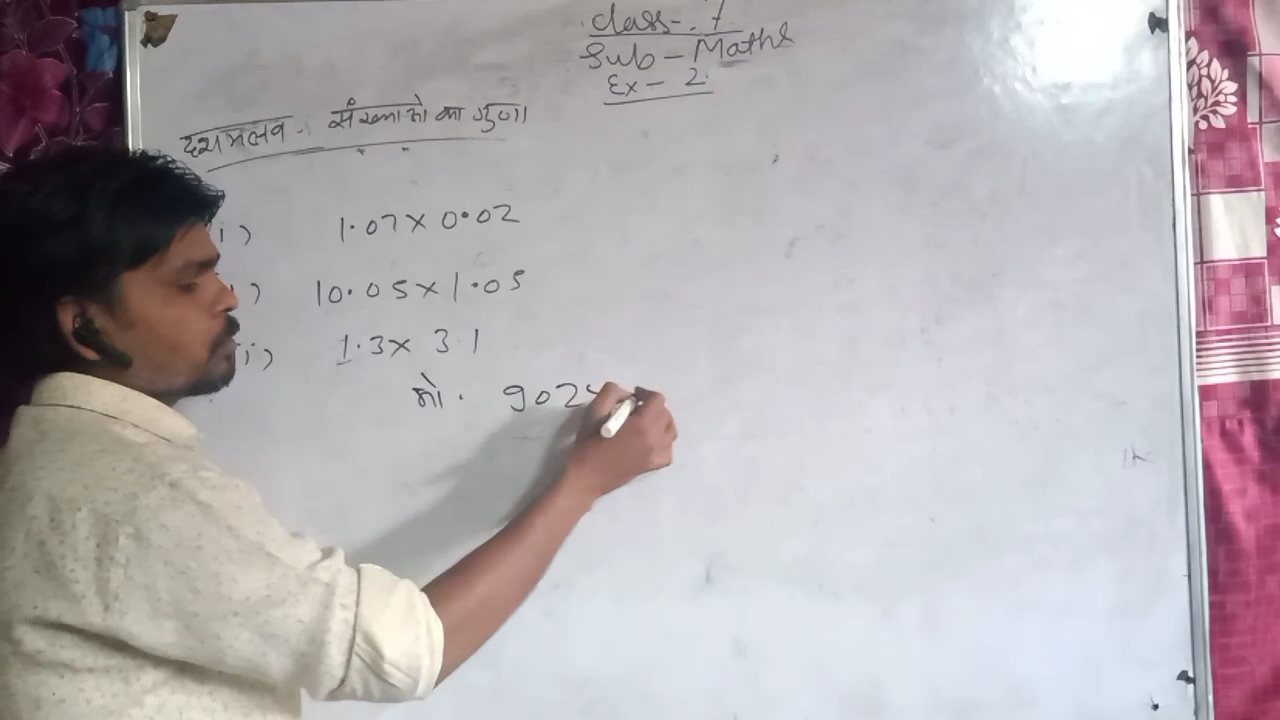 class-.7
Sub - Maths
Ex - 2.
दशमलव. संख्याओ का गुणा
i) 1.07 × 0.02
) 10.05 × 1.05
i) 1.3 × 3 1
मो. 902